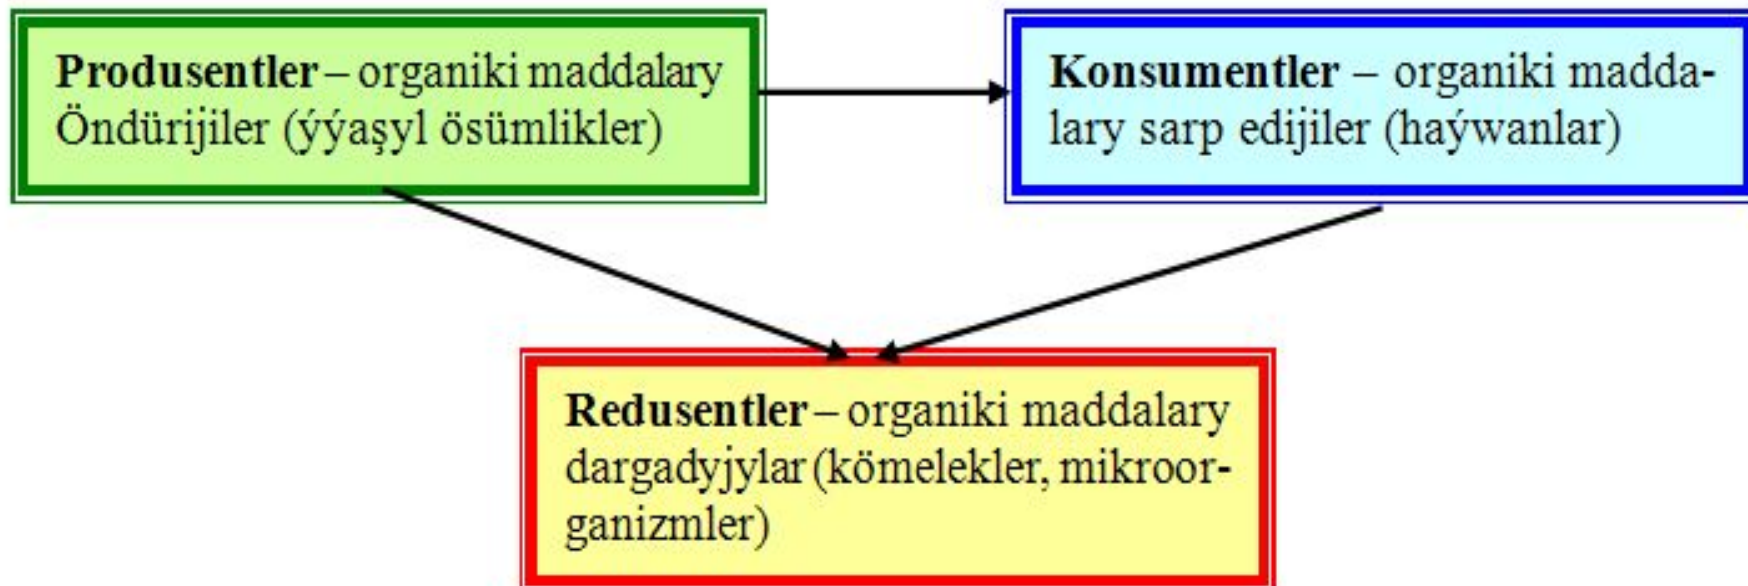 Produsentler – organiki maddalary
Öndürijiler (ýýaşyl ösümlikler)
Konsumentler – organiki madda-
lary sarp edijiler (haýwanlar)
Redusentler – organiki maddalary
dargadyjylar (kömelekler, mikroor-
ganizmler)